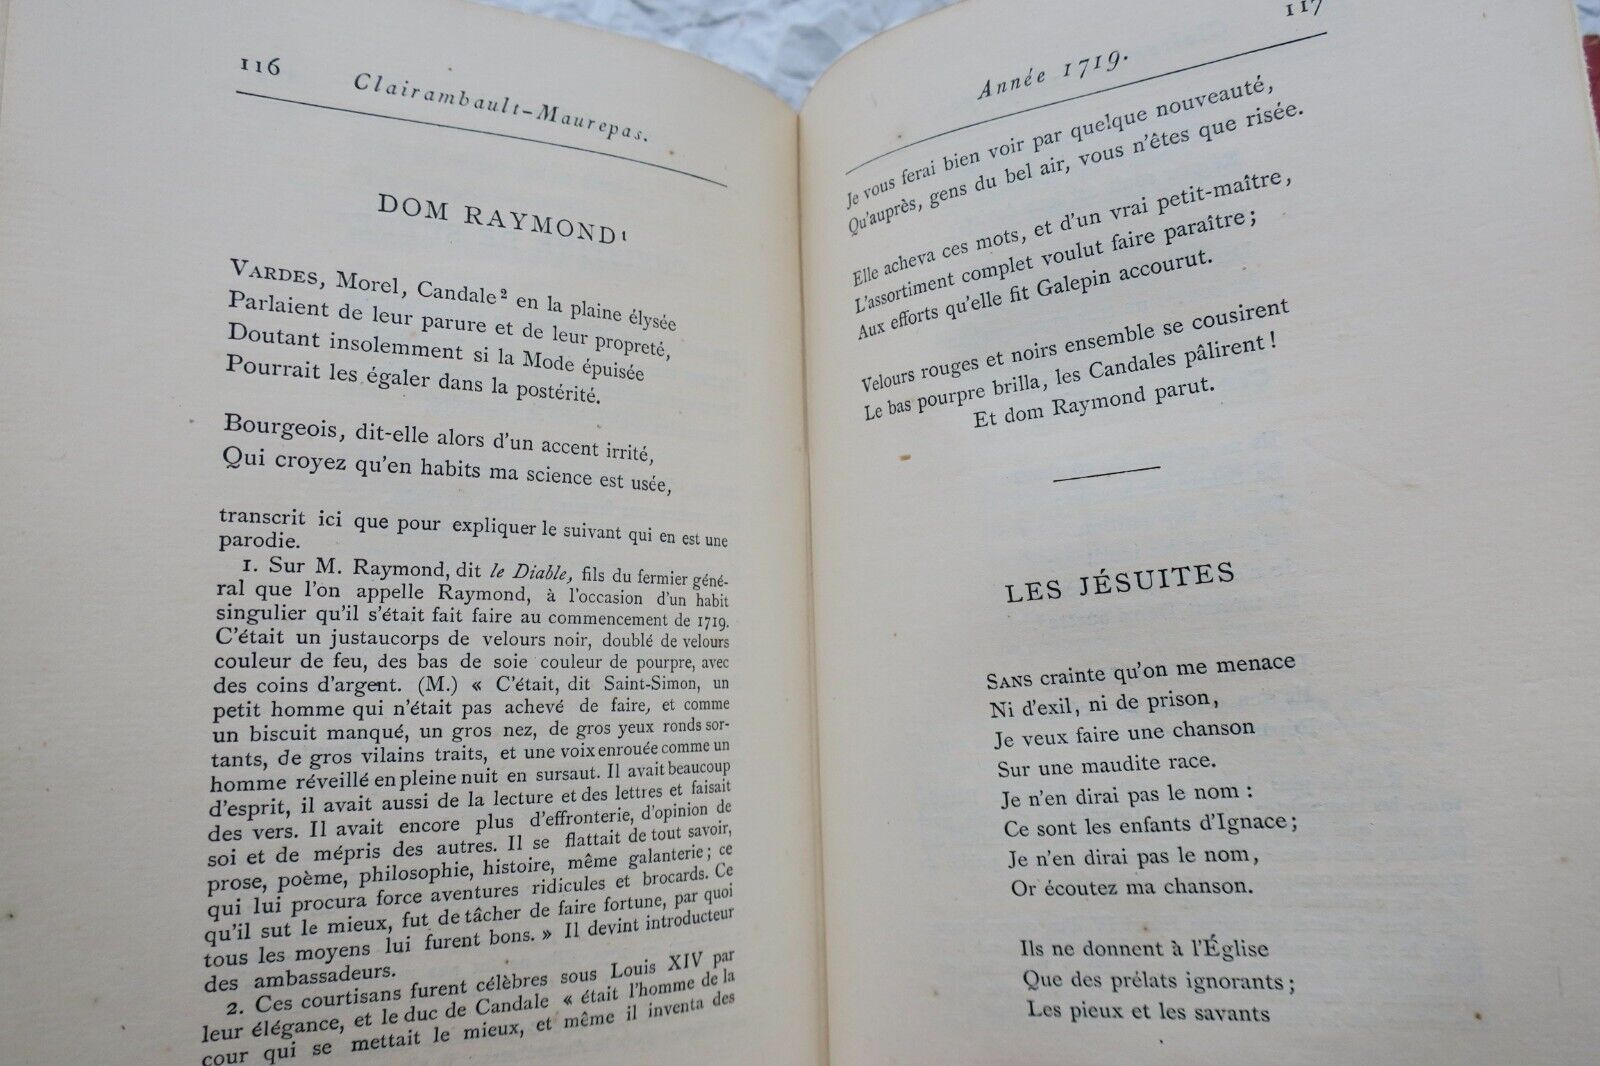 116
Clairambault-Maurepas.
DOM RAYMOND¹
VARDES, Morel, Candale² en la plaine élysée
Parlaient de leur parure et de leur propreté,
Doutant insolemment si la Mode épuisée
Pourrait les égaler dans la postérité.
Bourgeois, dit-elle alors d'un accent irrité,
Qui croyez qu'en habits ma science est usée,
transcrit ici que pour expliquer le suivant qui en est une
parodie.
1. Sur M. Raymond, dit le Diable, fils du fermier géné-
ral que l'on appelle Raymond, à l'occasion d'un habit
singulier qu'il s'était fait faire au commencement de 1719.
C'était un justaucorps de velours noir, doublé de velours
couleur de feu, des bas de soie couleur de pourpre, avec
des coins d'argent. (M.) « C'était, dit Saint-Simon, un
petit homme qui n'était pas achevé de faire, et comme
un biscuit manqué, un gros nez, de gros yeux ronds sor-
tants, de gros vilains traits, et une voix enrouée comme un
homme réveillé en pleine nuit en sursaut. Il avait beaucoup
d'esprit, il avait aussi de la lecture et des lettres et faisait
des vers. Il avait encore plus d'effronterie, d'opinion de
soi et de mépris des autres. Il se flattait de tout savoir,
prose, poème, philosophie, histoire, même galanterie ; ce
qui lui procura force aventures ridicules et brocards. Ce
qu'il sut le mieux, fut de tâcher de faire fortune, par quoi
tous les moyens lui furent bons. » Il devint introducteur
des ambassadeurs.
2. Ces courtisans furent célèbres sous Louis XIV par
leur élégance, et le duc de Candale « était l'homme de la
cour qui se mettait le mieux, et même il inventa des
117
Année 1719.
Je vous ferai bien voir par quelque nouveauté,
Qu'auprès, gens du bel air, vous n'êtes que risée.
Elle acheva ces mots, et d'un vrai petit-maître,
L'assortiment complet voulut faire paraître ;
Aux efforts qu'elle fit Galepin accourut.
Velours rouges et noirs ensemble se cousirent
Le bas pourpre brilla, les Candales pâlirent !
Et dom Raymond parut.
LES JÉSUITES
SANS crainte qu'on me menace
Ni d'exil, ni de prison,
Je veux faire une chanson
Sur une maudite race.
Je n'en dirai pas le nom :
Ce sont les enfants d'Ignace ;
Je n'en dirai pas le nom,
Or écoutez ma chanson.
Ils ne donnent à l'Église
Que des prélats ignorants ;
Les pieux et les savants